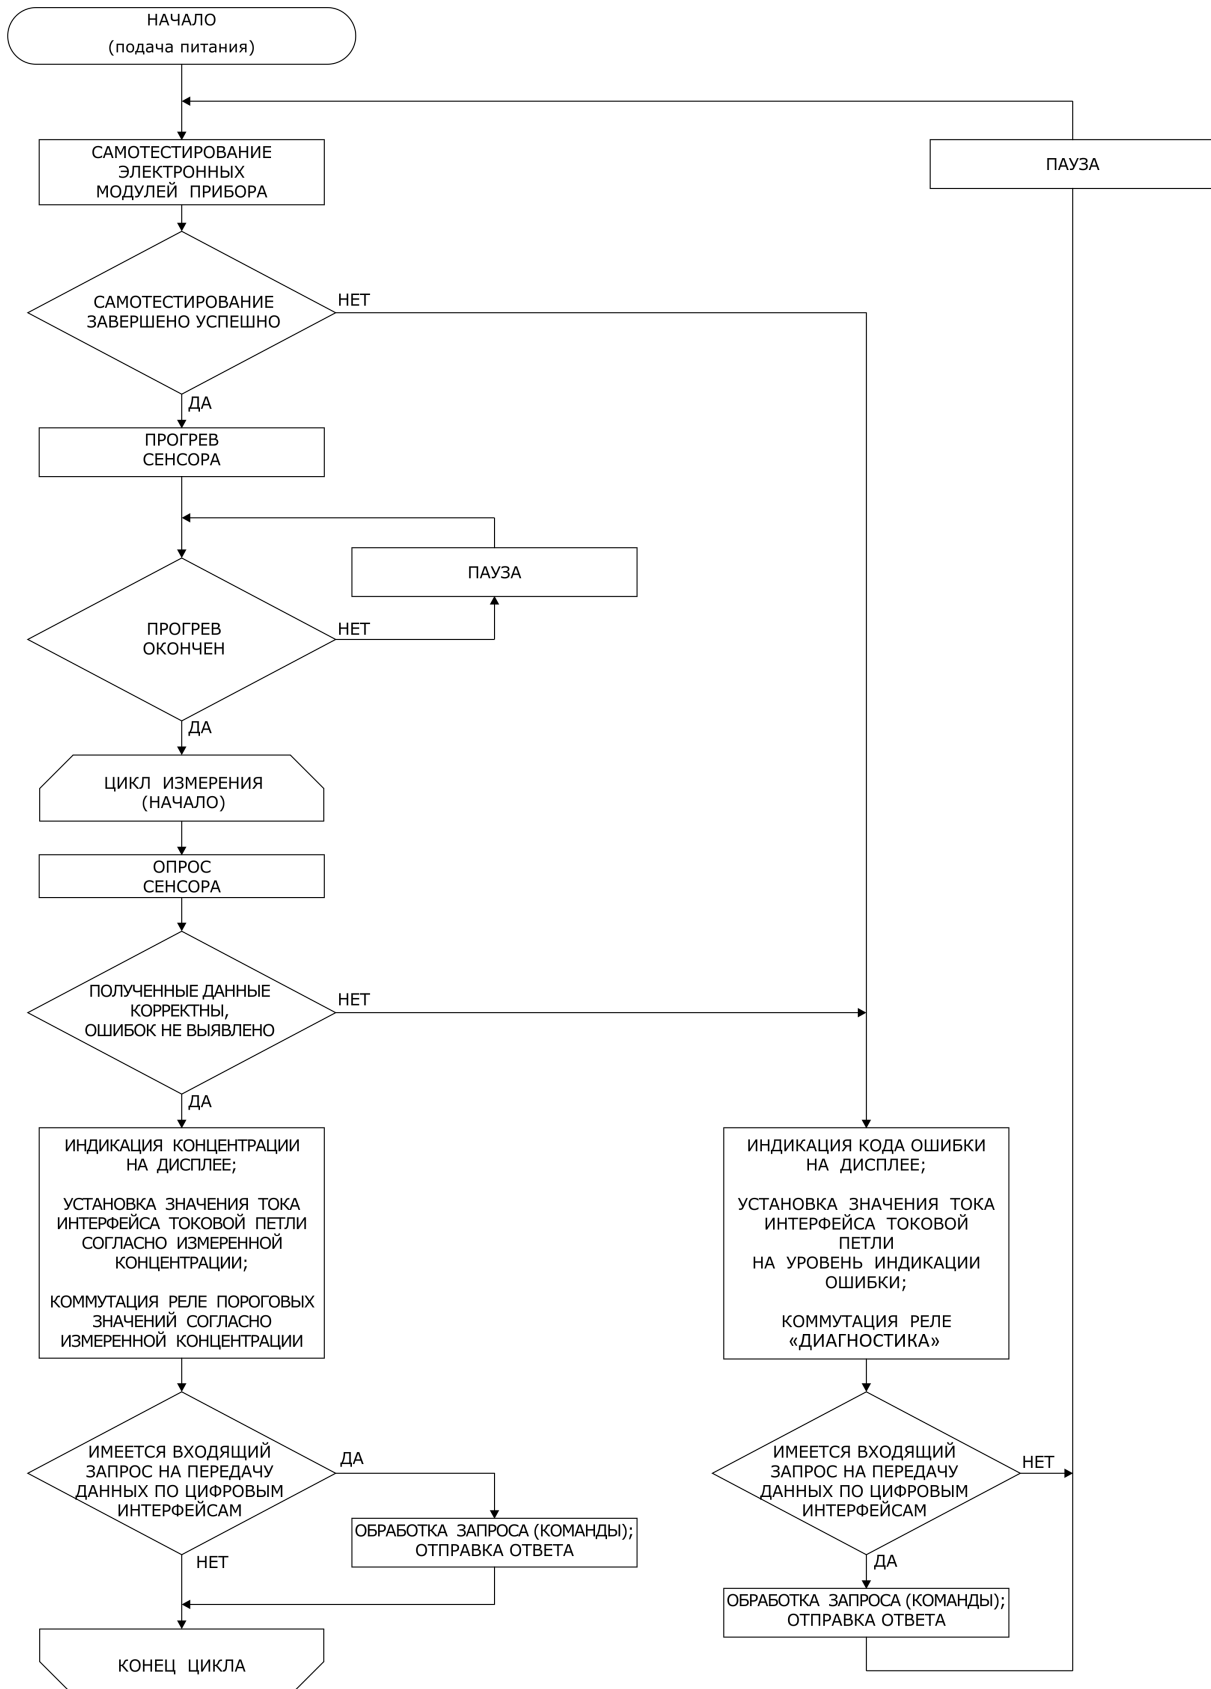 НАЧАЛО
(подача питания)
САМОТЕСТИРОВАНИЕ
ЭЛЕКТРОННЫХ
МОДУЛЕЙ ПРИБОРА
ПАУЗА
САМОТЕСТИРОВАНИЕ
ЗАВЕРШЕНО УСПЕШНО
НЕТ
ДА
ПРОГРЕВ
СЕНСОРА
ПАУЗА
ПРОГРЕВ
ОКОНЧЕН
НЕТ
ДА
ЦИКЛ ИЗМЕРЕНИЯ
(НАЧАЛО)
ОПРОС
СЕНСОРА
ПОЛУЧЕННЫЕ ДАННЫЕ
КОРРЕКТНЫ,
ОШИБОК НЕ ВЫЯВЛЕНО
НЕТ
ДА
ИНДИКАЦИЯ КОНЦЕНТРАЦИИ
НА ДИСПЛЕЕ;
УСТАНОВКА ЗНАЧЕНИЯ ТОКА
ИНТЕРФЕЙСА ТОКОВОЙ ПЕТЛИ
СОГЛАСНО ИЗМЕРЕННОЙ
КОНЦЕНТРАЦИИ;
КОММУТАЦИЯ РЕЛЕ ПОРОГОВЫХ
ЗНАЧЕНИЙ СОГЛАСНО
ИЗМЕРЕННОЙ КОНЦЕНТРАЦИИ
ИНДИКАЦИЯ КОДА ОШИБКИ
НА ДИСПЛЕЕ;
УСТАНОВКА ЗНАЧЕНИЯ ТОКА
ИНТЕРФЕЙСА ТОКОВОЙ
ПЕТЛИ
НА УРОВЕНЬ ИНДИКАЦИИ
ОШИБКИ;
КОММУТАЦИЯ РЕЛЕ
«ДИАГНОСТИКА»
ИМЕЕТСЯ ВХОДЯЩИЙ
ЗАПРОС НА ПЕРЕДАЧУ
ДАННЫХ ПО ЦИФРОВЫМ
ИНТЕРФЕЙСАМ
ДА
НЕТ
ОБРАБОТКА ЗАПРОСА (КОМАНДЫ);
ОТПРАВКА ОТВЕТА
ИМЕЕТСЯ ВХОДЯЩИЙ
ЗАПРОС НА ПЕРЕДАЧУ
ДАННЫХ ПО ЦИФРОВЫМ
ИНТЕРФЕЙСАМ
НЕТ
ДА
ОБРАБОТКА ЗАПРОСА (КОМАНДЫ);
ОТПРАВКА ОТВЕТА
КОНЕЦ ЦИКЛА